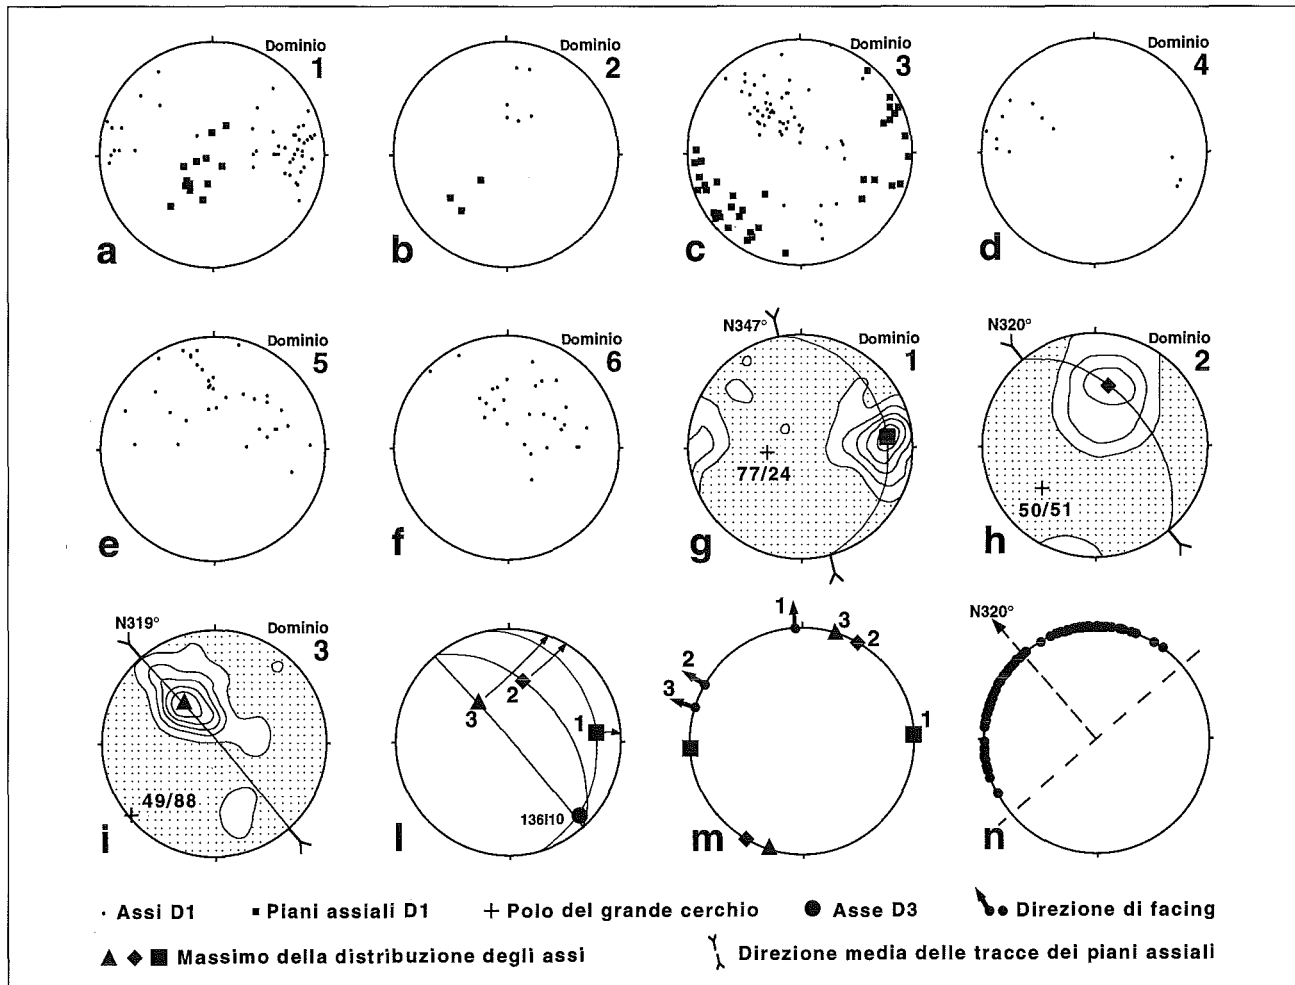 Dominio
1
a
Dominio
2
b
Dominio
3
c
Dominio
4
d
Dominio
5
e
Dominio
6
f
N347°
Dominio
1
77/24
g
N320°
Dominio
2
50/51
h
N319°
Dominio
3
49/88
i
3
2
1
136I10
l
1
3
2
2
3
1
m
N320°
n
Assi D1
Piani assiali D1
Polo del grande cerchio
Asse D3
Direzione di facing
Massimo della distribuzione degli assi
Direzione media delle tracce dei piani assiali